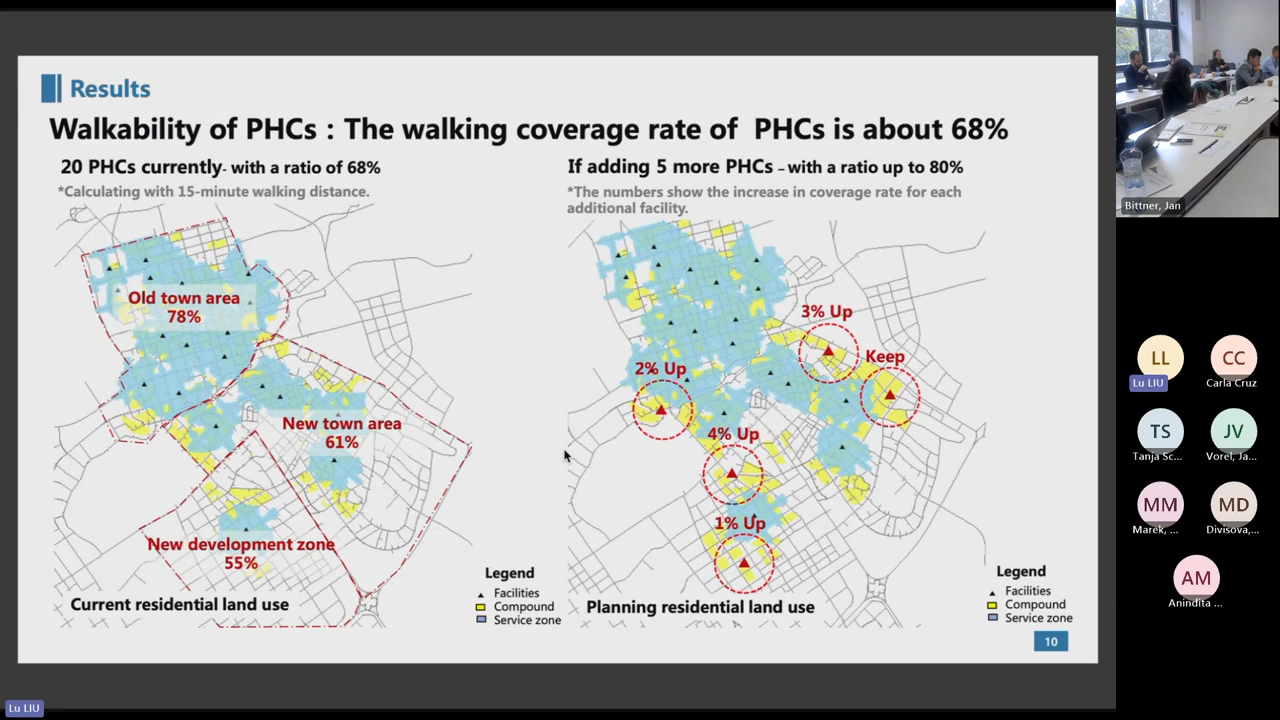 Results
Walkability of PHCs : The walking coverage rate of PHCs is about 68%
20 PHCs currently- with a ratio of 68%
*Calculating with 15-minute walking distance.
Old town area
78%
New town area
61%
New development zone
55%
Current residential land use
Legend
Facilities
Compound
Service zone
If adding 5 more PHCs – with a ratio up to 80%
*The numbers show the increase in coverage rate for each
additional facility.
3% Up
Keep
2% Up
4% Up
1% Up
Planning residential land use
Legend
Facilities
Compound
Service zone
10
Lu LIU
Bittner, Jan
LL
Lu LIU
CC
Carla Cruz
TS
Tanja Sc...
JV
Vorel, Ja...
MM
Marek, ...
MD
Divisova,...
AM
Anindita ...